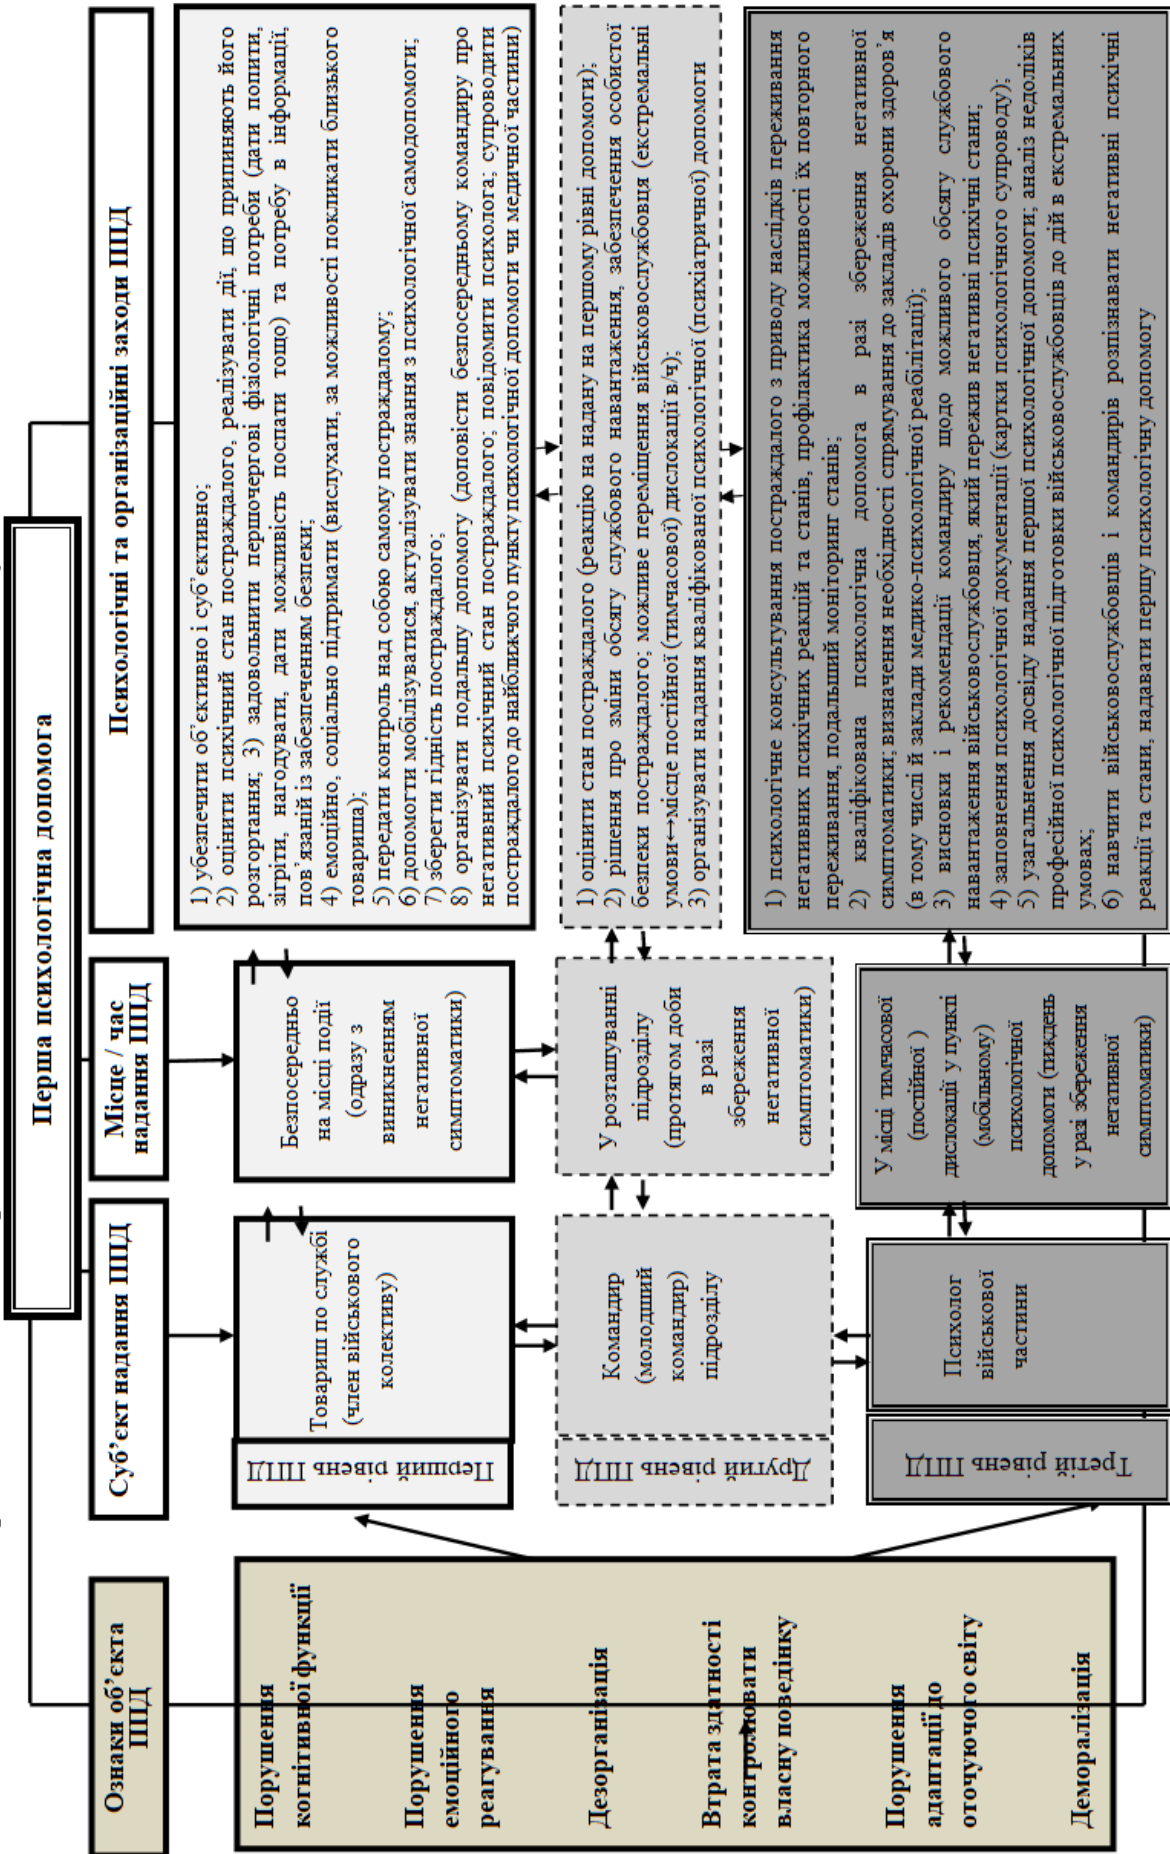 Перша психологічна допомога
Ознаки об’єкта
ППД
Суб’єкт надання ППД
Місце / час
надання ППД
Психологічні та організаційні заходи ППД
Порушення
когнітивної функції
Порушення
емоційного
реагування
Дезорганізація
Втрата здатності
контролювати
власну поведінку
Порушення
адаптації до
оточуючого світу
Деморалізація
Перший рівень ППД
Товариш по службі
(член військового
колективу)
Безпосередньо
на місці події
(одразу з
виникненням
негативної
симптоматики)
1) убезпечити об’єктивно і суб’єктивно;
2) оцінити психічний стан постраждалого, реалізувати дії, що припиняють його
розгортання; 3) задовольнити першочергові фізіологічні потреби (дати попити,
зігріти, нагодувати, дати можливість поспати тощо) та потребу в інформації,
пов’язаній із забезпеченням безпеки;
4) емоційно, соціально підтримати (вислухати, за можливості покликати близького
товариша);
5) передати контроль над собою самому постраждалому;
6) допомогти мобілізуватися, актуалізувати знання з психологічної самодопомоги;
7) зберегти гідність постраждалого;
8) організувати подальшу допомогу (доповісти безпосередньому командиру про
негативний психічний стан постраждалого; повідомити психолога; супроводити
постраждалого до найближчого пункту психологічної допомоги чи медичної частини)
Другий рівень ППД
Командир
(молодший
командир)
підрозділу
У розташуванні
підрозділу
(протягом доби
в разі
збереження
негативної
симптоматики)
1) оцінити стан постраждалого (реакцію на надану на першому рівні допомоги);
2) рішення про зміни обсягу службового навантаження, забезпечення особистої
безпеки постраждалого; можливе переміщення військовослужбовця (екстремальні
умови↔місце постійної (тимчасової) дислокації в/ч);
3) організувати надання кваліфікованої психологічної (психіатричної) допомоги
Третій рівень ППД
Психолог
військової
частини
У місці тимчасової
(постійної )
дислокації у пункті
(мобільному)
психологічної
допомоги (тиждень
у разі збереження
негативної
симптоматики)
1) психологічне консультування постраждалого з приводу наслідків переживання
негативних психічних реакцій та станів, профілактика можливості їх повторного
переживання, подальший моніторинг станів;
2) кваліфікована психологічна допомога в разі збереження негативної
симптоматики; визначення необхідності спрямування до закладів охорони здоров’я
(в тому числі й заклади медико-психологічної реабілітації);
3) висновки і рекомендації командиру щодо можливого обсягу службового
навантаження військовослужбовця, який пережив негативні психічні стани;
4) заповнення психологічної документації (картки психологічного супроводу);
5) узагальнення досвіду надання першої психологічної допомоги; аналіз недоліків
професійної психологічної підготовки військовослужбовців до дій в екстремальних
умовах;
6) навчити військовослужбовців і командирів розпізнавати негативні психічні
реакції та стани, надавати першу психологічну допомогу